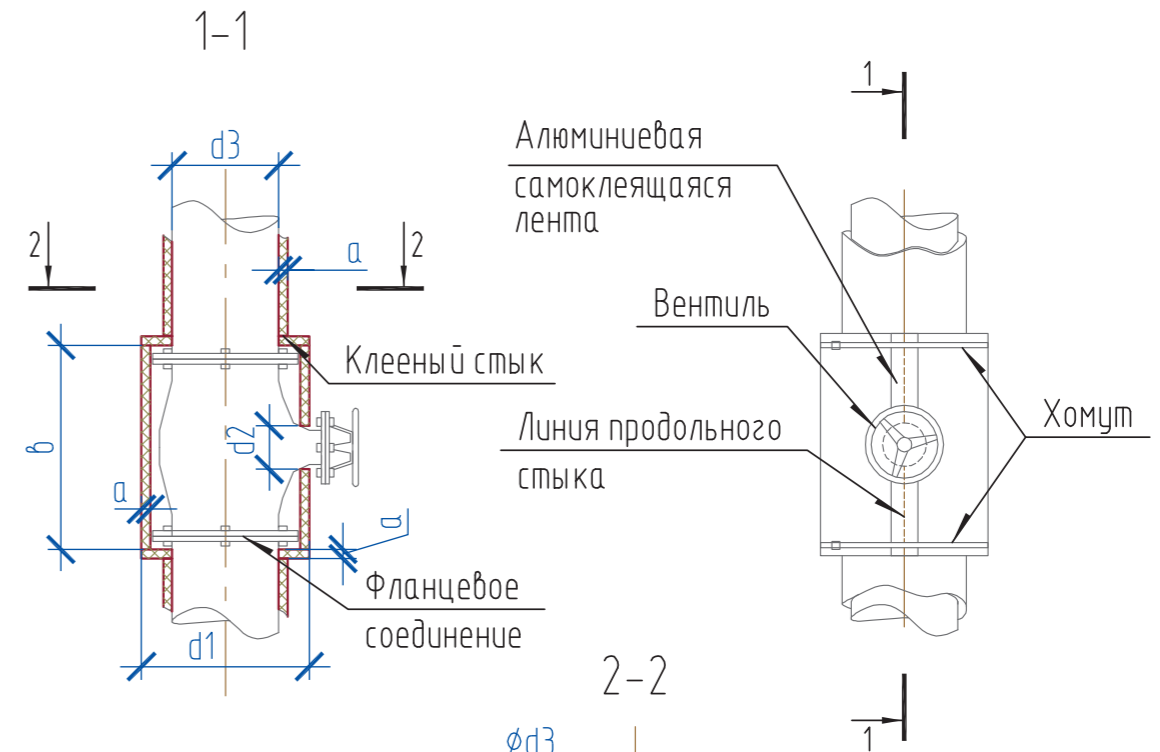 1-1
1
d3
Алюминиевая
самоклеящаяся
лента
2
2
a
Вентиль
Клееный стык
Хомут
в
d2
Линия продольного
стыка
a
a
Фланцевое
соединение
d1
2-2
1
ϕd3